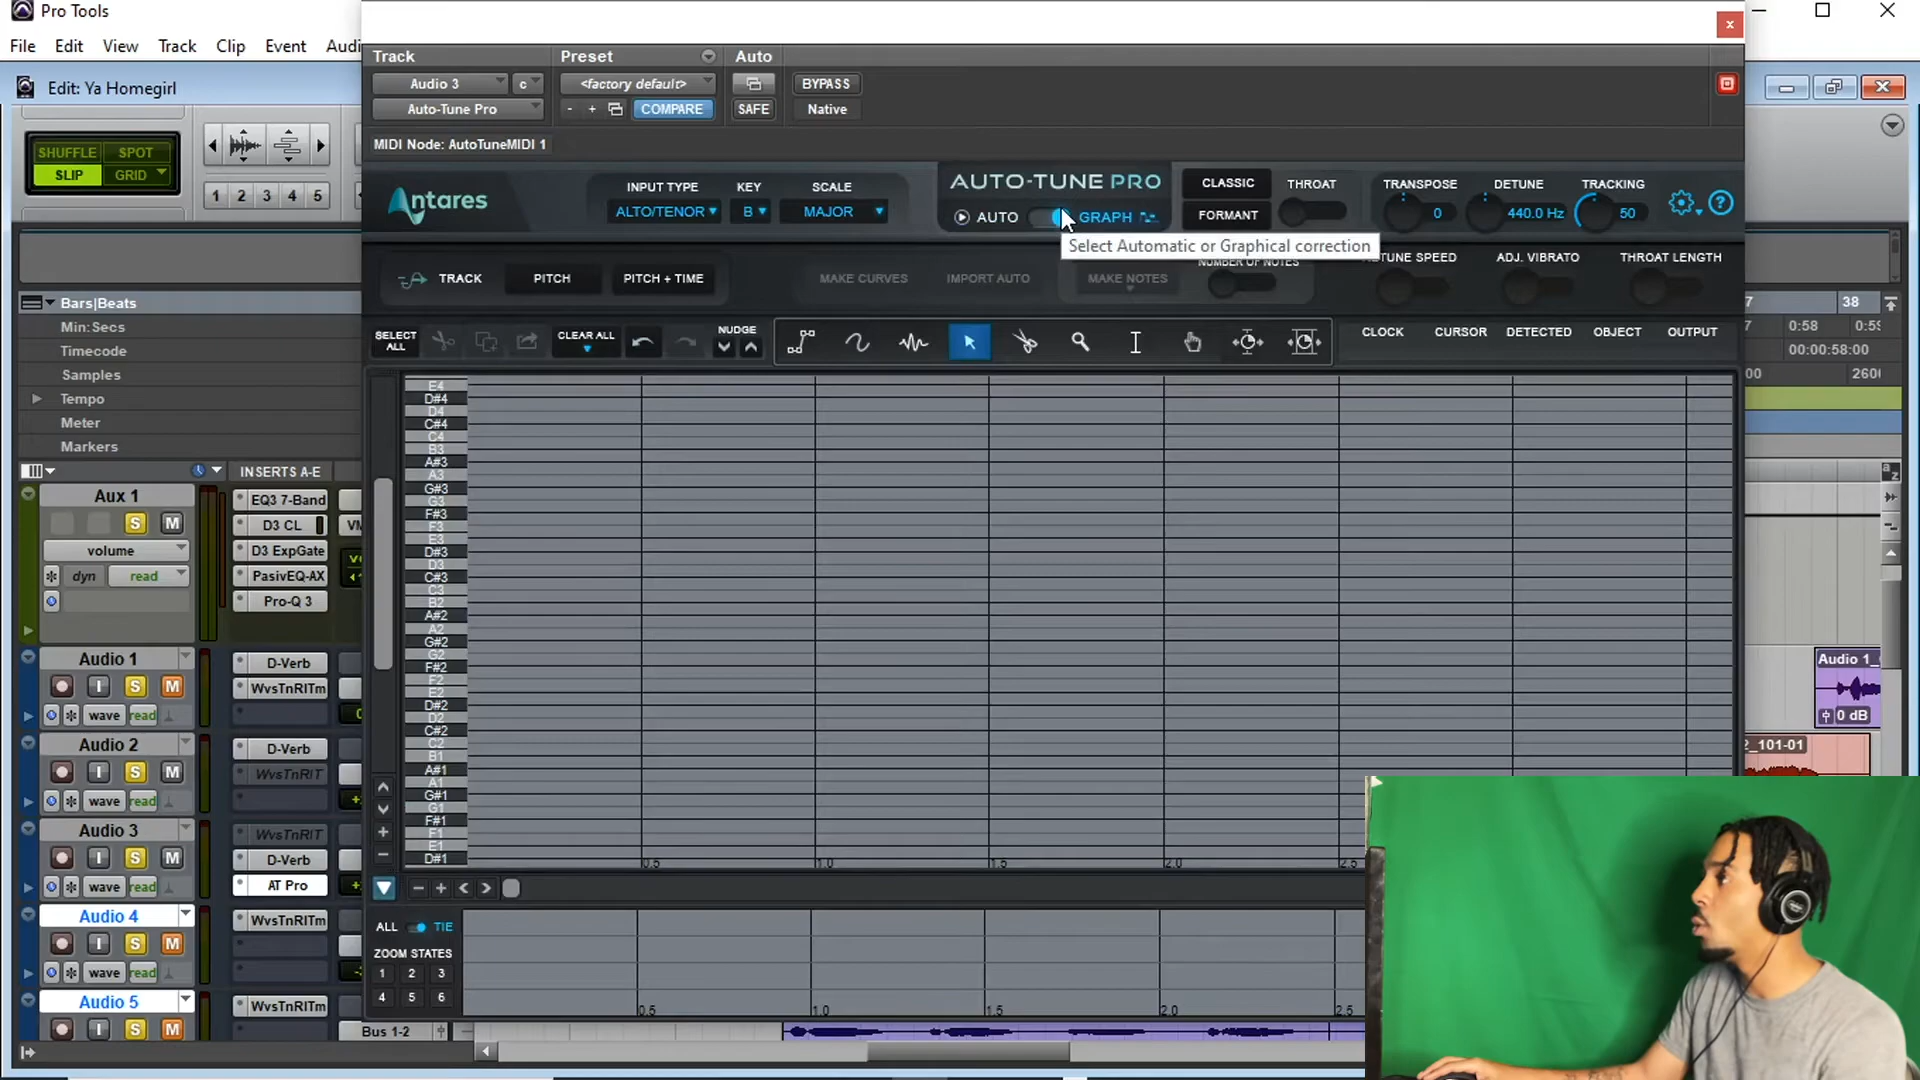 Pro Tools
File Edit View Track Clip Event Audi
Edit: Ya Homegirl
SHUFFLE SPOT
SLIP GRID
1 2 3 4 5
Track Preset Auto
Audio 3 c <factory default> BYPASS
Auto-Tune Pro - + COMPARE SAFE Native
MIDI Node: AutoTuneMIDI 1
Antares
INPUT TYPE KEY SCALE
ALTO/TENOR B MAJOR
AUTO-TUNE PRO
AUTO GRAPH
CLASSIC
FORMANT
THROAT TRANSPOSE DETUNE TRACKING
0 440.0 Hz 50
Select Automatic or Graphical correction
TRACK PITCH PITCH + TIME
MAKE CURVES IMPORT AUTO MAKE NOTES
NUMBER OF NOTES
ETUNE SPEED ADJ. VIBRATO THROAT LENGTH
SELECT ALL
CLEAR ALL
NUDGE
CLOCK CURSOR DETECTED OBJECT OUTPUT
Bars|Beats
Min:Secs
Timecode
Samples
Tempo
Meter
Markers
7 38
0:58 0:59
00:00:58:00
00 260
INSERTS A-E
Aux 1
S M
volume
dyn read
EQ3 7-Band
D3 CL VM
D3 ExpGate
PasivEQ-AX
Pro-Q 3
Audio 1
I S M
wave read
D-Verb
WvsTnRlTm
Audio 2
I S M
wave read
D-Verb
WvsTnRlT
Audio 3
I S M
wave read
WvsTnRlT
D-Verb
AT Pro
Audio 4
I S M
wave read
WvsTnRlTm
Audio 5
I S M
WvsTnRlTm
E4
D#4
D4
C#4
C4
B3
A#3
A3
G#3
G3
F#3
F3
E3
D#3
D3
C#3
C3
B2
A#2
A2
G#2
G2
F#2
F2
E2
D#2
D2
C#2
C2
B1
A#1
A1
G#1
G1
F#1
F1
E1
D#1
0.5 1.0 1.5 2.0 2.5
- + < >
ALL TIE
ZOOM STATES
1 2 3
4 5 6
0.5 1.0 1.5 2.0 2.5
Bus 1-2
Audio 1_
0 dB
2_101-01